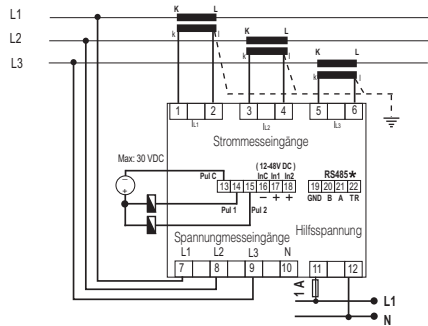 L1
L2
L3
K L
K L
K L
k l
k l
k l
1 2 3 4 5 6
IL1 IL2 IL3
Strommesseingänge
Max: 30 VDC
(12-48V DC)
Pul C InC In1 In2
13 14 15 16 17 18
− + +
Pul 1 Pul 2
RS485*
19 20 21 22
GND B A TR
Spannungmesseingänge
Hilfsspannung
L1 L2 L3 N
7 8 9 10 11 12
1 A
L1
N